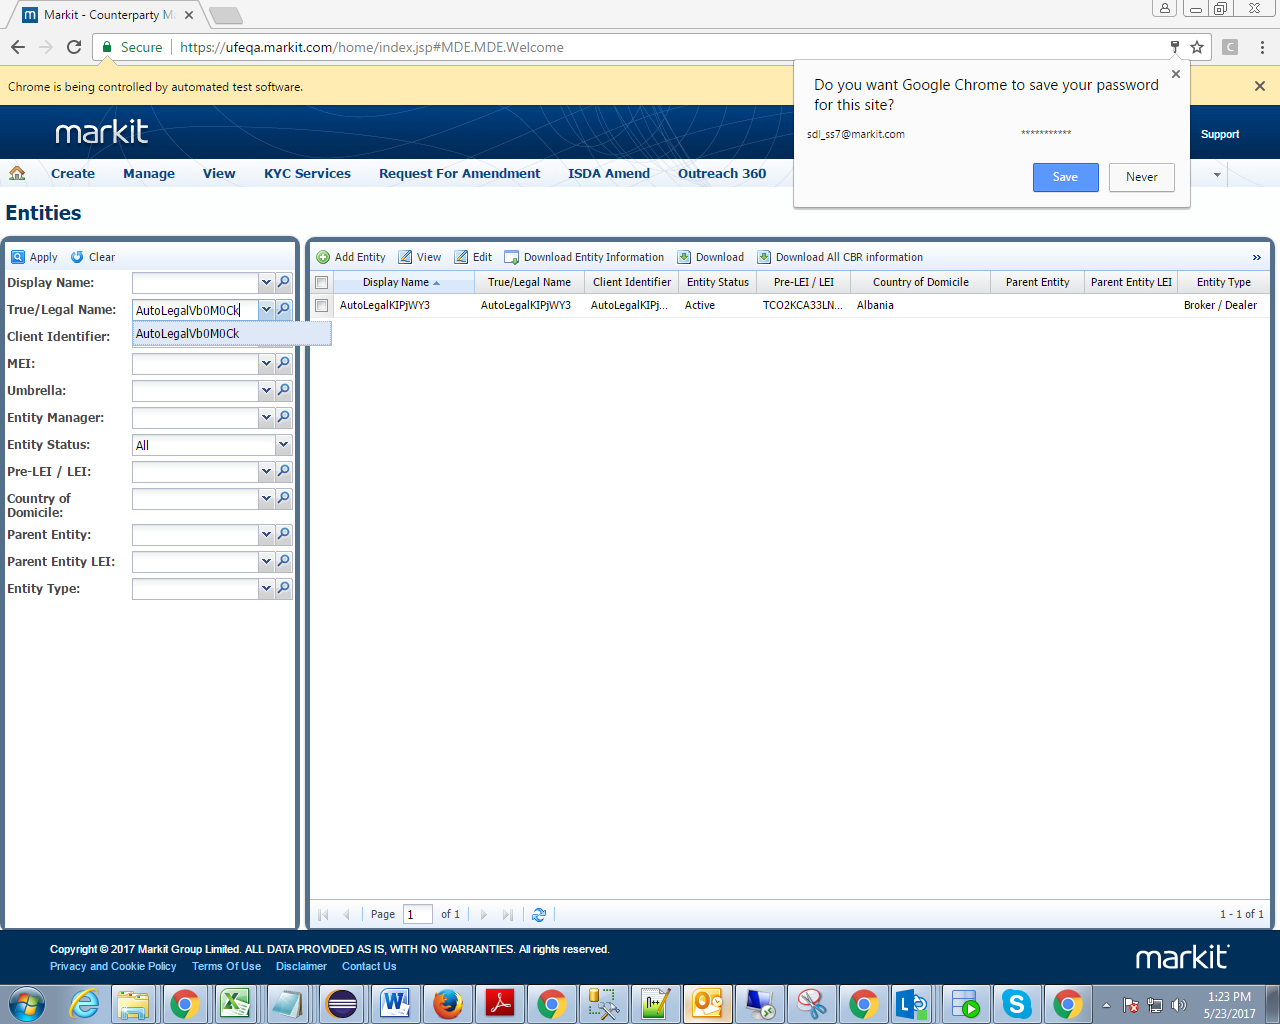 Markit - Counterparty M
Secure
https://ufeqa.markit.com/home/index.jsp#MDE.MDE.Welcome
Chrome is being controlled by automated test software.
Do you want Google Chrome to save your password
for this site?
sdl_ss7@markit.com ***********
Save Never
markit
Support
Create Manage View KYC Services Request For Amendment ISDA Amend Outreach 360
Entities
Apply Clear
Display Name:
True/Legal Name: AutoLegalVb0M0Ck
AutoLegalVb0M0Ck
Client Identifier:
MEI:
Umbrella:
Entity Manager:
Entity Status: All
Pre-LEI / LEI:
Country of
Domicile:
Parent Entity:
Parent Entity LEI:
Entity Type:
Add Entity View Edit Download Entity Information Download Download All CBR information »
Display Name True/Legal Name Client Identifier Entity Status Pre-LEI / LEI Country of Domicile Parent Entity Parent Entity LEI Entity Type
AutoLegalKIPjWY3 AutoLegalKIPjWY3 AutoLegalKIPj... Active TCO2KCA33LN... Albania Broker / Dealer
Page 1 of 1
1 - 1 of 1
Copyright © 2017 Markit Group Limited. ALL DATA PROVIDED AS IS, WITH NO WARRANTIES. All rights reserved.
Privacy and Cookie Policy Terms Of Use Disclaimer Contact Us
markit
1:23 PM
5/23/2017